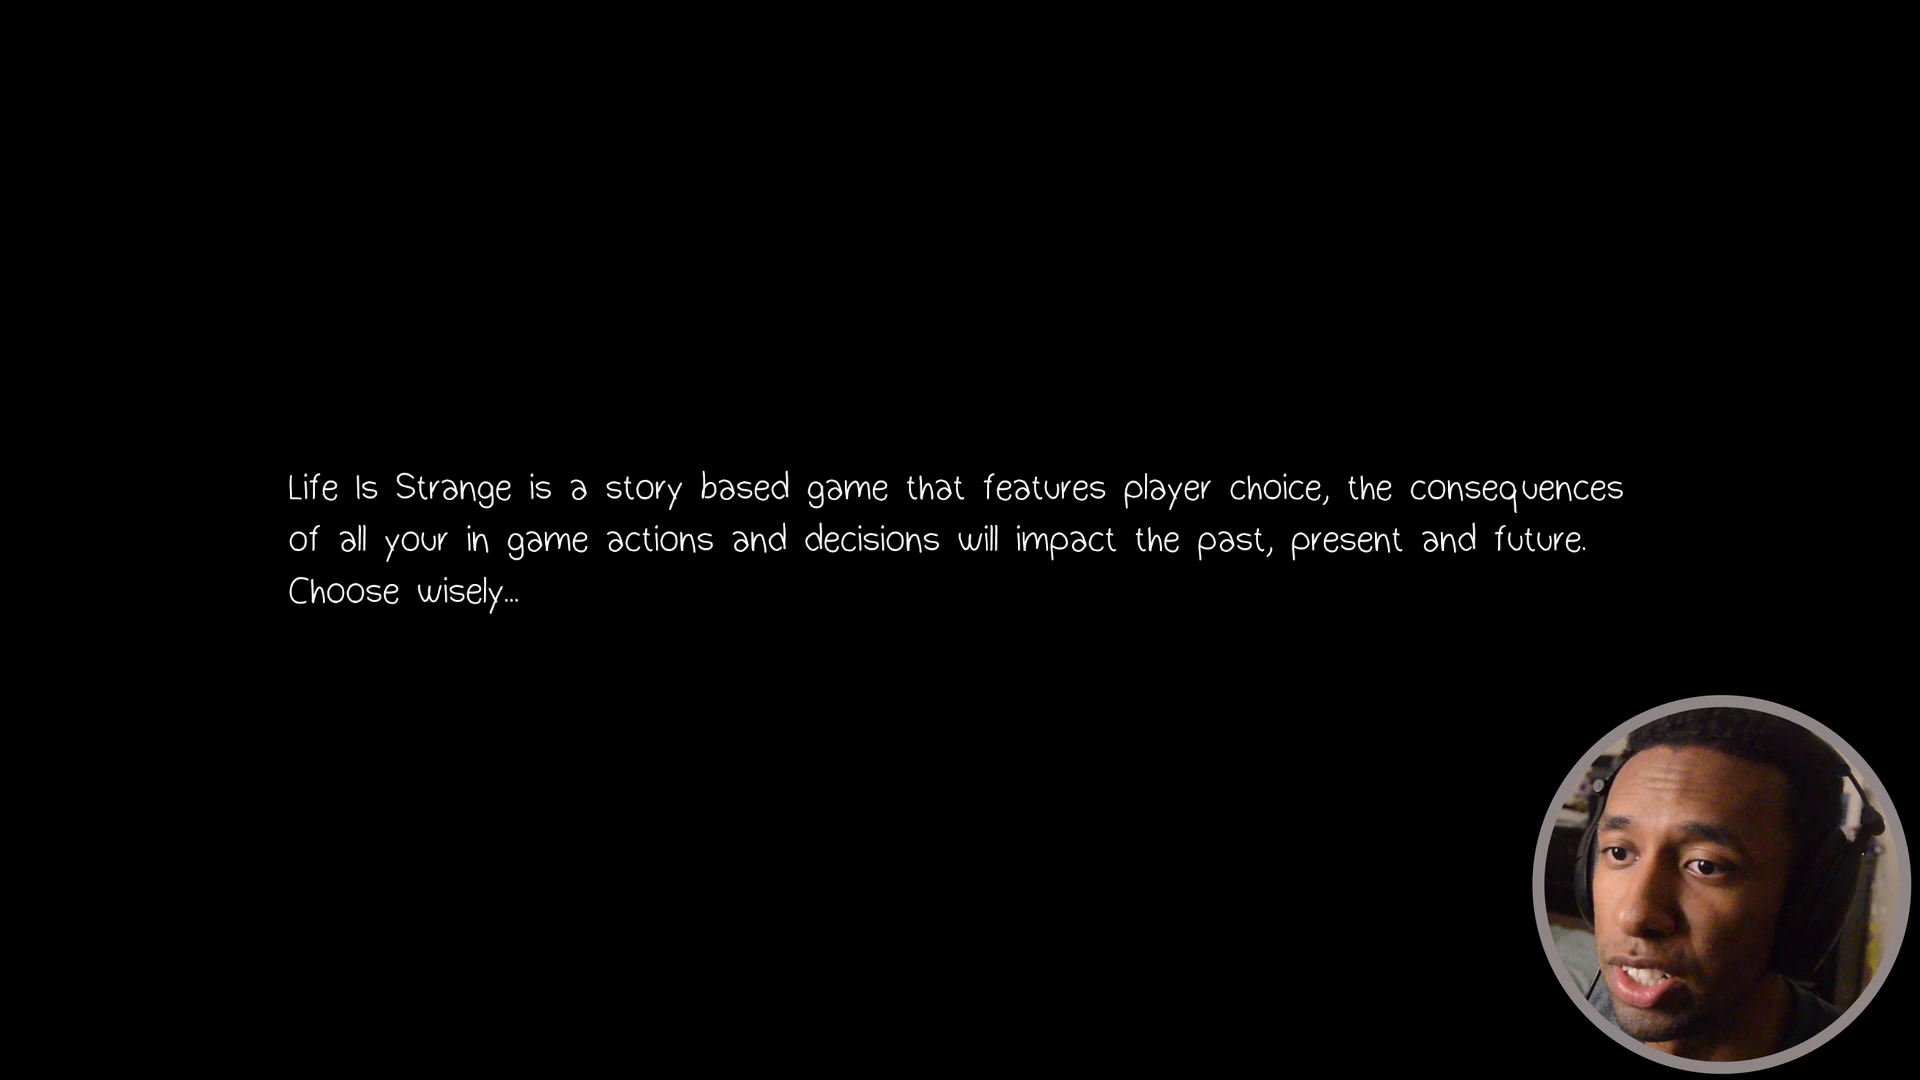 Life Is Strange is a story based game that features player choice, the consequences
of all your in game actions and decisions will impact the past, present and future.
Choose wisely...